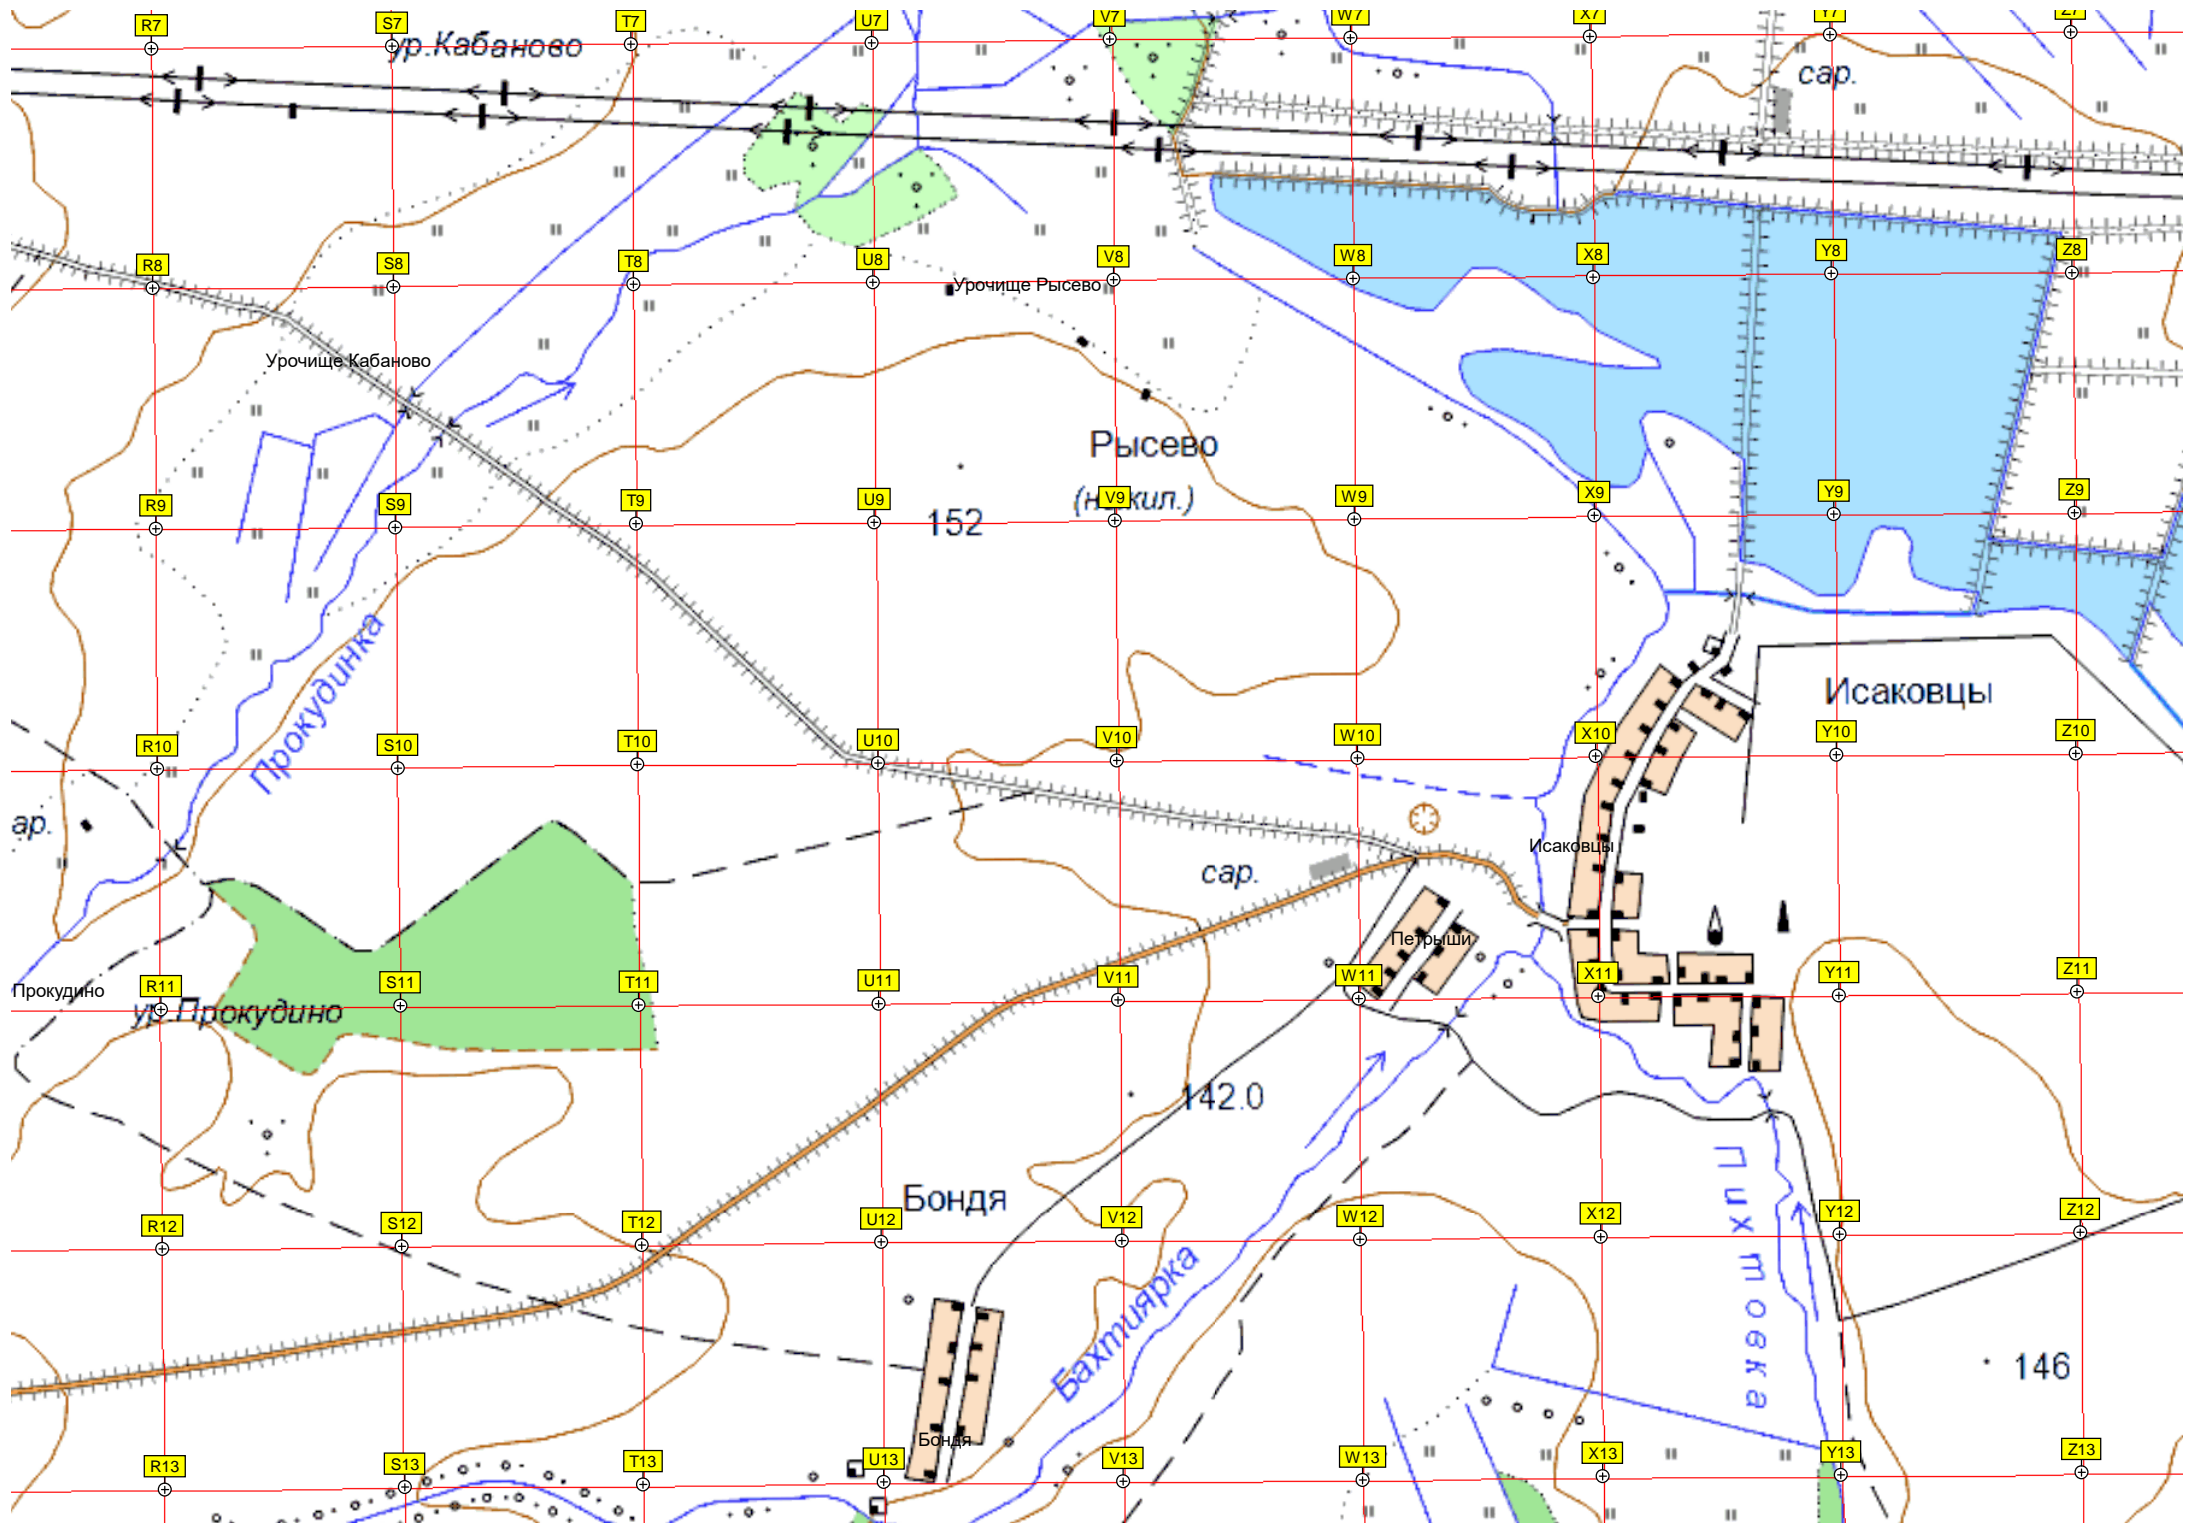 R7 S7 T7 U7 V7 W7 X7 Y7 Z7
ур.Кабаново
сар.
R8 S8 T8 U8 V8 W8 X8 Y8 Z8
Урочище Рысево
Урочище Кабаново
Рысево
R9 S9 T9 U9 V9 W9 X9 Y9 Z9
152
Прокудинка
Исаковцы
R10 S10 T10 U10 V10 W10 X10 Y10 Z10
ар.
сар.
Исаковцы
Петрыши
R11 S11 T11 U11 V11 W11 X11 Y11 Z11
Прокудино
ур.Прокудино
142.0
Пихтовка
Бондя
R12 S12 T12 U12 V12 W12 X12 Y12 Z12
Бахтиярка
146
Бондя
R13 S13 T13 U13 V13 W13 X13 Y13 Z13